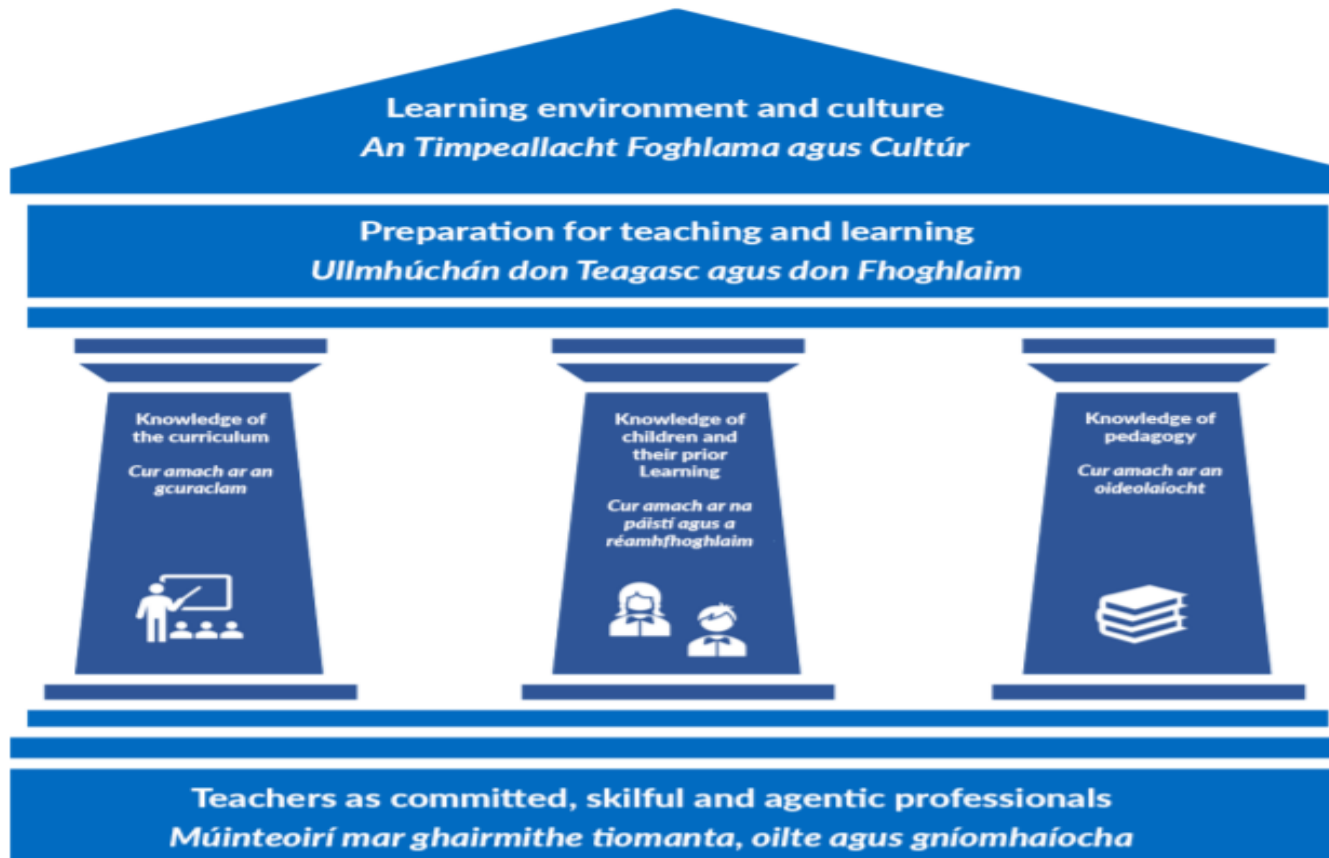 Learning environment and culture
An Timpeallacht Foghlama agus Cultúr
Preparation for teaching and learning
Ullmhúchán don Teagasc agus don Fhoghlaim
Knowledge of
the curriculum
Cur amach ar an
gcuraclam
Knowledge of
children and
their prior
Learning
Cur amach ar na
páistí agus a
réamhfhoghlaim
Knowledge of
pedagogy
Cur amach ar an
oideolaíocht
Teachers as committed, skilful and agentic professionals
Múinteoirí mar ghairmithe tiomanta, oilte agus gníomhaíocha